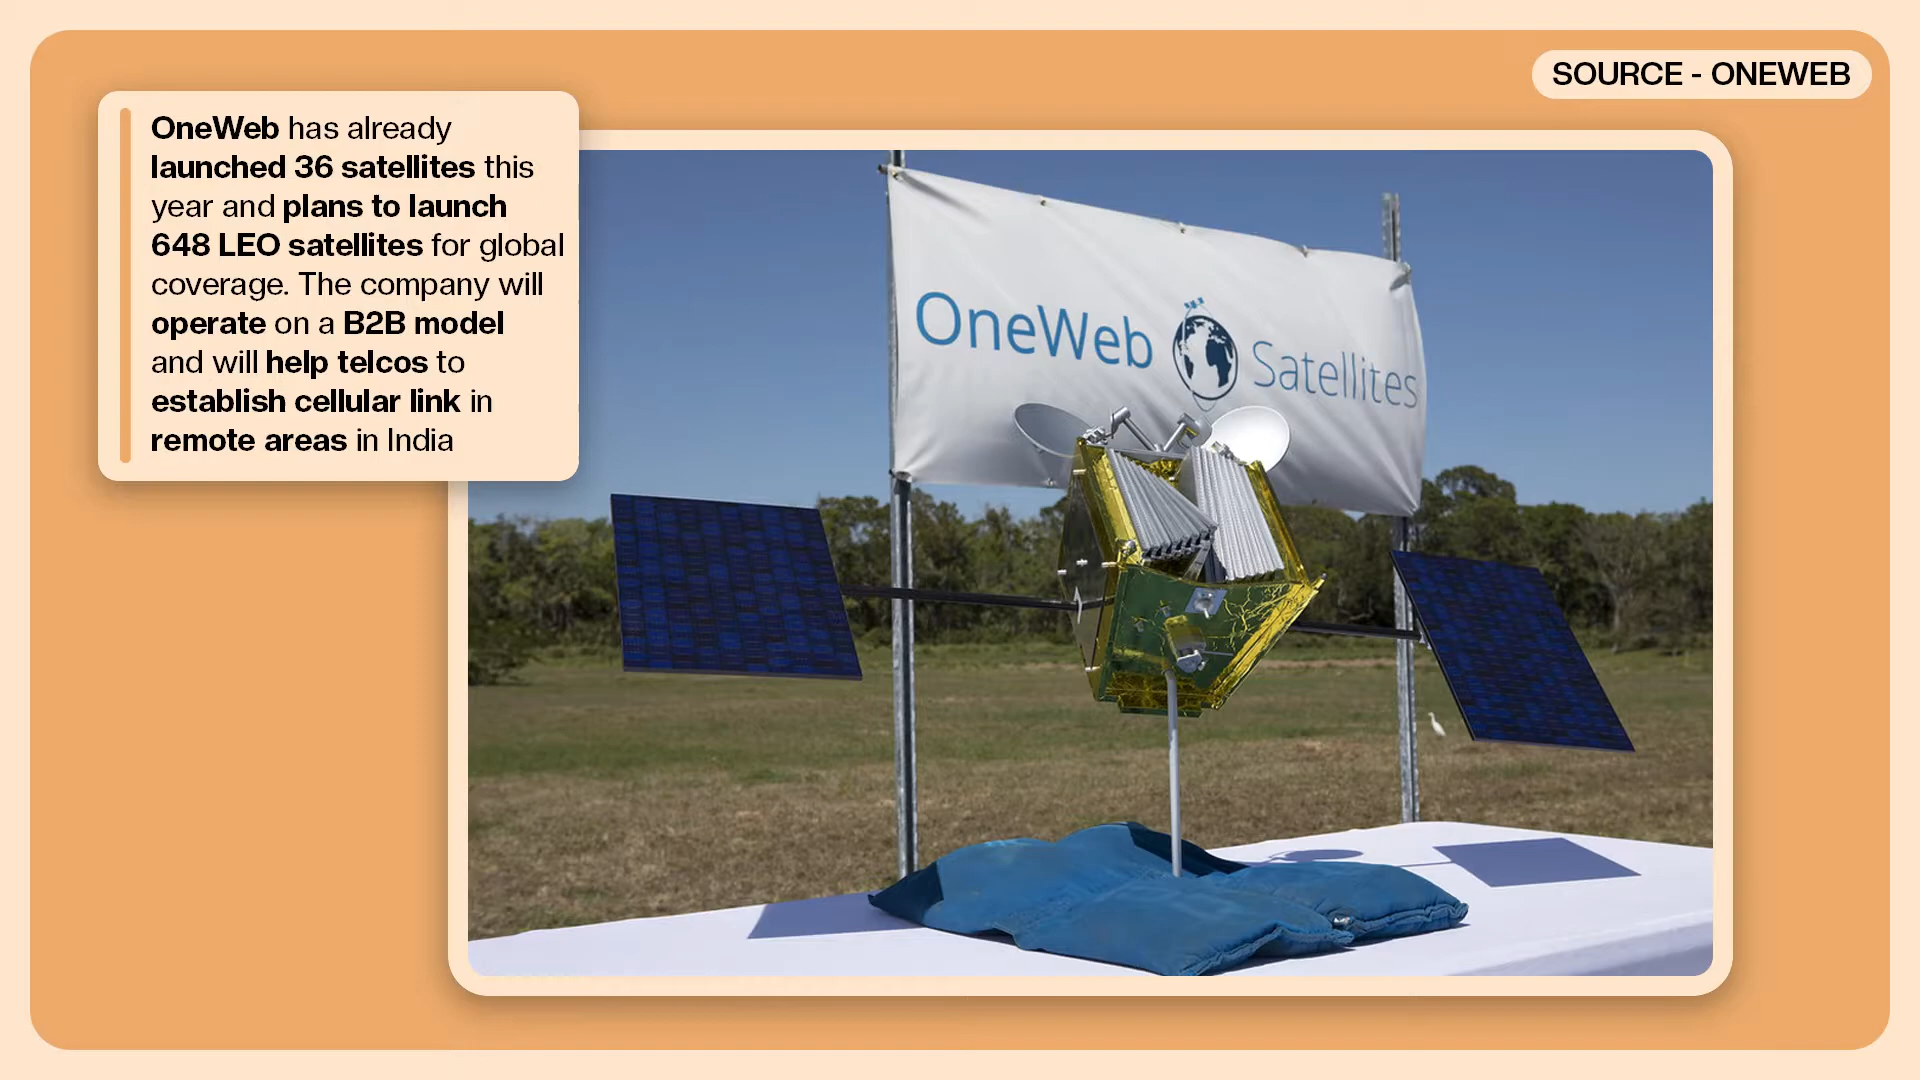 SOURCE - ONEWEB
OneWeb has already
launched 36 satellites this
year and plans to launch
648 LEO satellites for global
coverage. The company will
operate on a B2B model
and will help telcos to
establish cellular link in
remote areas in India
OneWeb Satellites